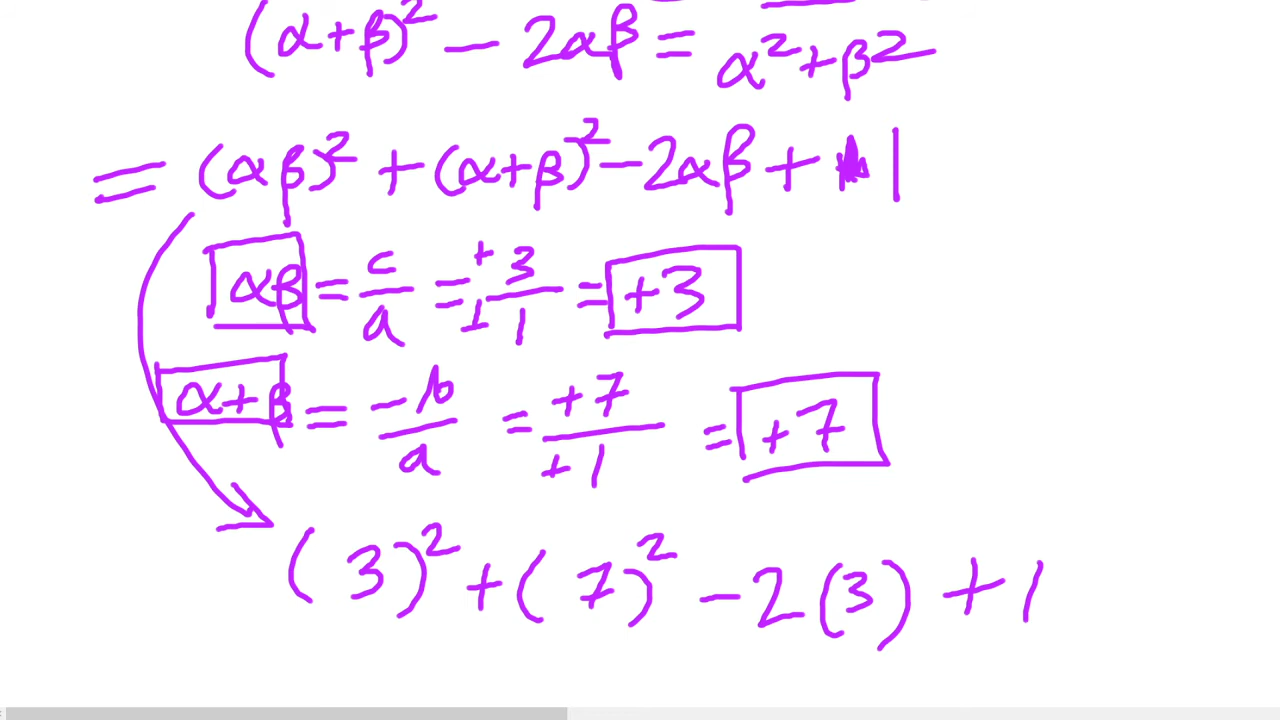 (α+β)² − 2αβ = α² + β²
= (αβ)² + (α+β)² − 2αβ + 1
αβ = c/a = +3/+1 = +3
α+β = −b/a = +7/+1 = +7
(3)² + (7)² − 2(3) + 1